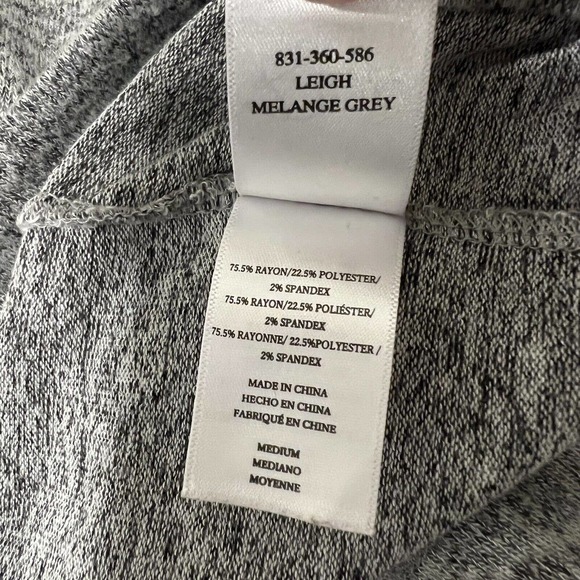 831-360-586
LEIGH
MELANGE GREY
75.5% RAYON/22.5% POLYESTER/
2% SPANDEX
75.5% RAYON/22.5% POLIÉSTER/
2% SPANDEX
75.5% RAYONNE/ 22.5%POLYESTER /
2% SPANDEX
MADE IN CHINA
HECHO EN CHINA
FABRIQUÉ EN CHINE
MEDIUM
MEDIANO
MOYENNE